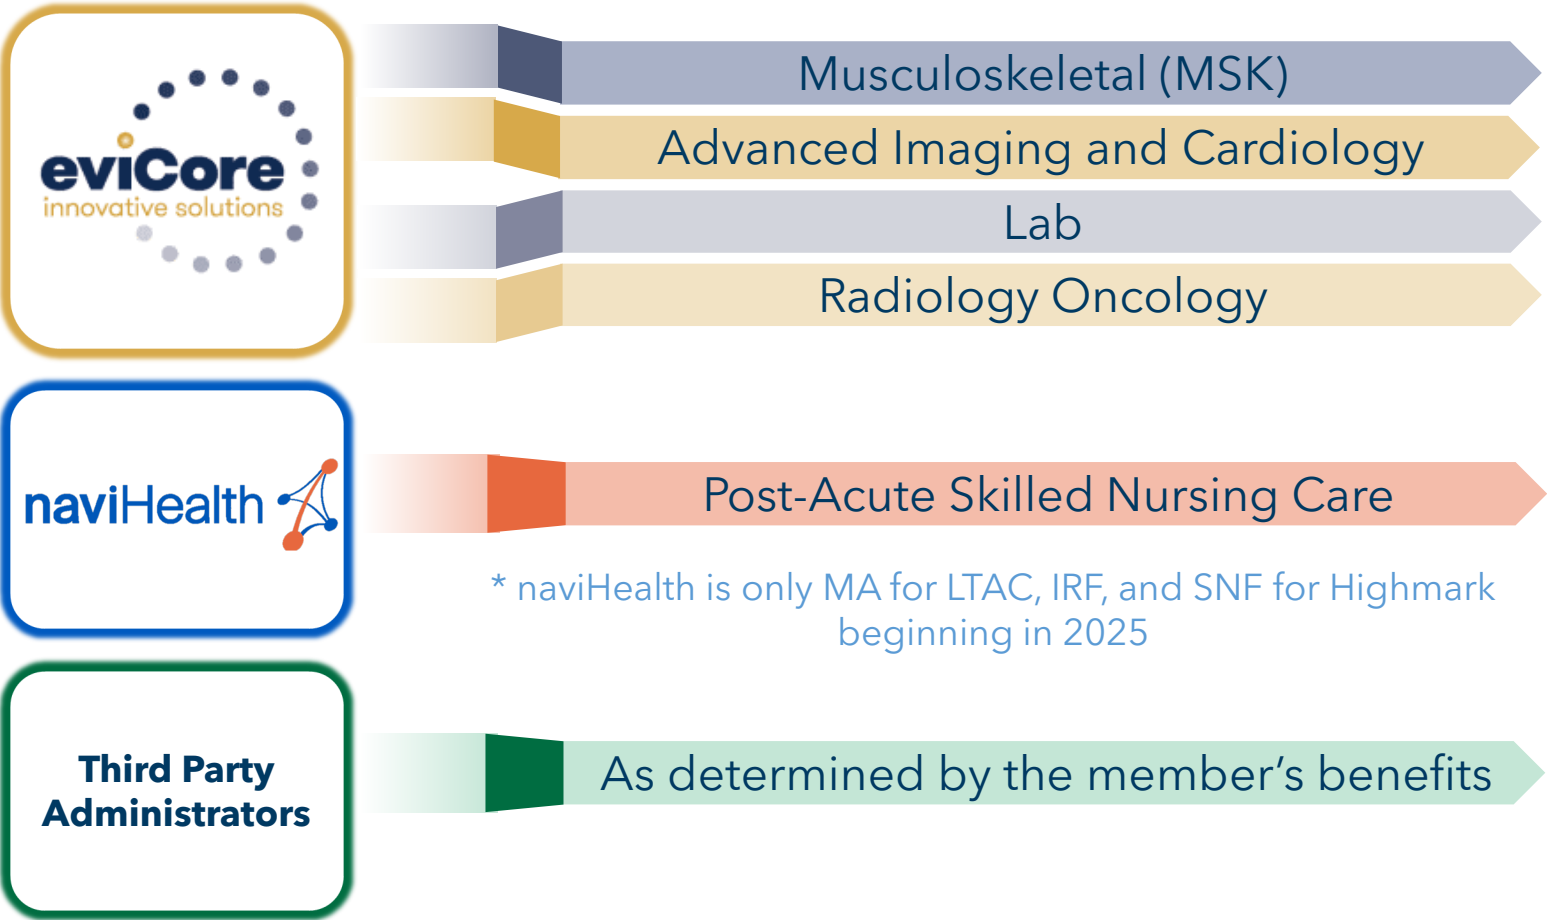 eviCore
innovative solutions
Musculoskeletal (MSK)
Advanced Imaging and Cardiology
Lab
Radiology Oncology
naviHealth
Post-Acute Skilled Nursing Care
* naviHealth is only MA for LTAC, IRF, and SNF for Highmark
beginning in 2025
Third Party
Administrators
As determined by the member’s benefits